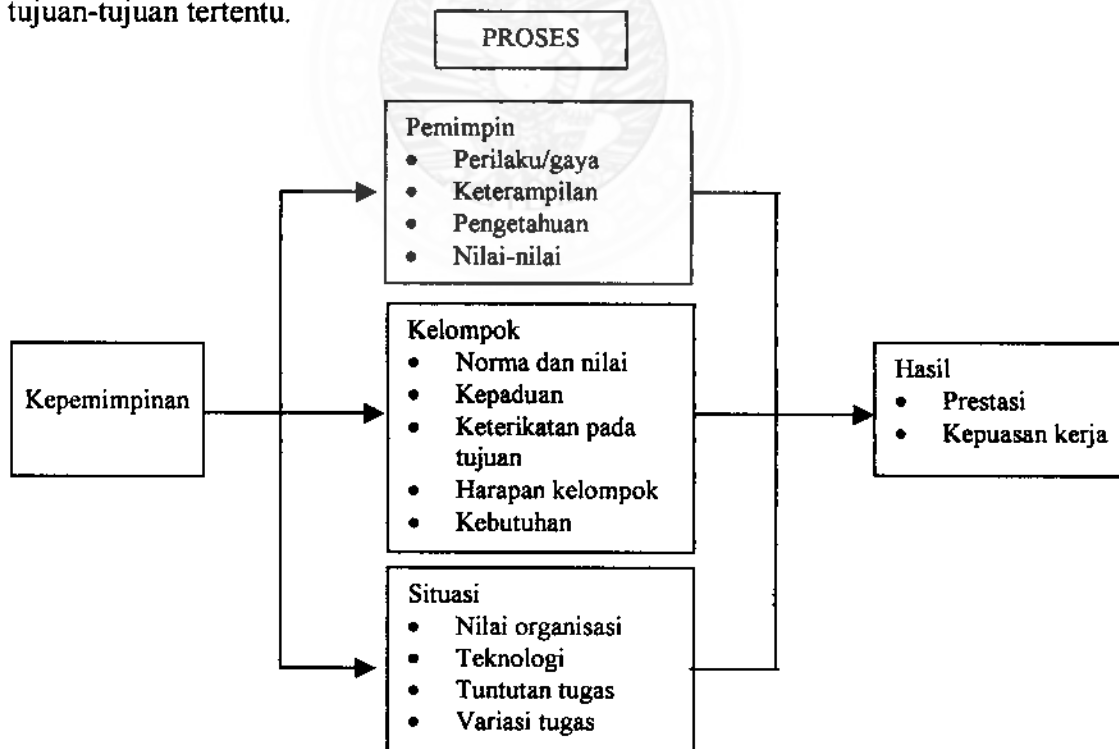 tujuan-tujuan tertentu.
PROSES
Pemimpin
• Perilaku/gaya
• Keterampilan
• Pengetahuan
• Nilai-nilai
Kepemimpinan
Kelompok
• Norma dan nilai
• Kepaduan
• Keterikatan pada
tujuan
• Harapan kelompok
• Kebutuhan
Situasi
• Nilai organisasi
• Teknologi
• Tuntutan tugas
• Variasi tugas
Hasil
• Prestasi
• Kepuasan kerja